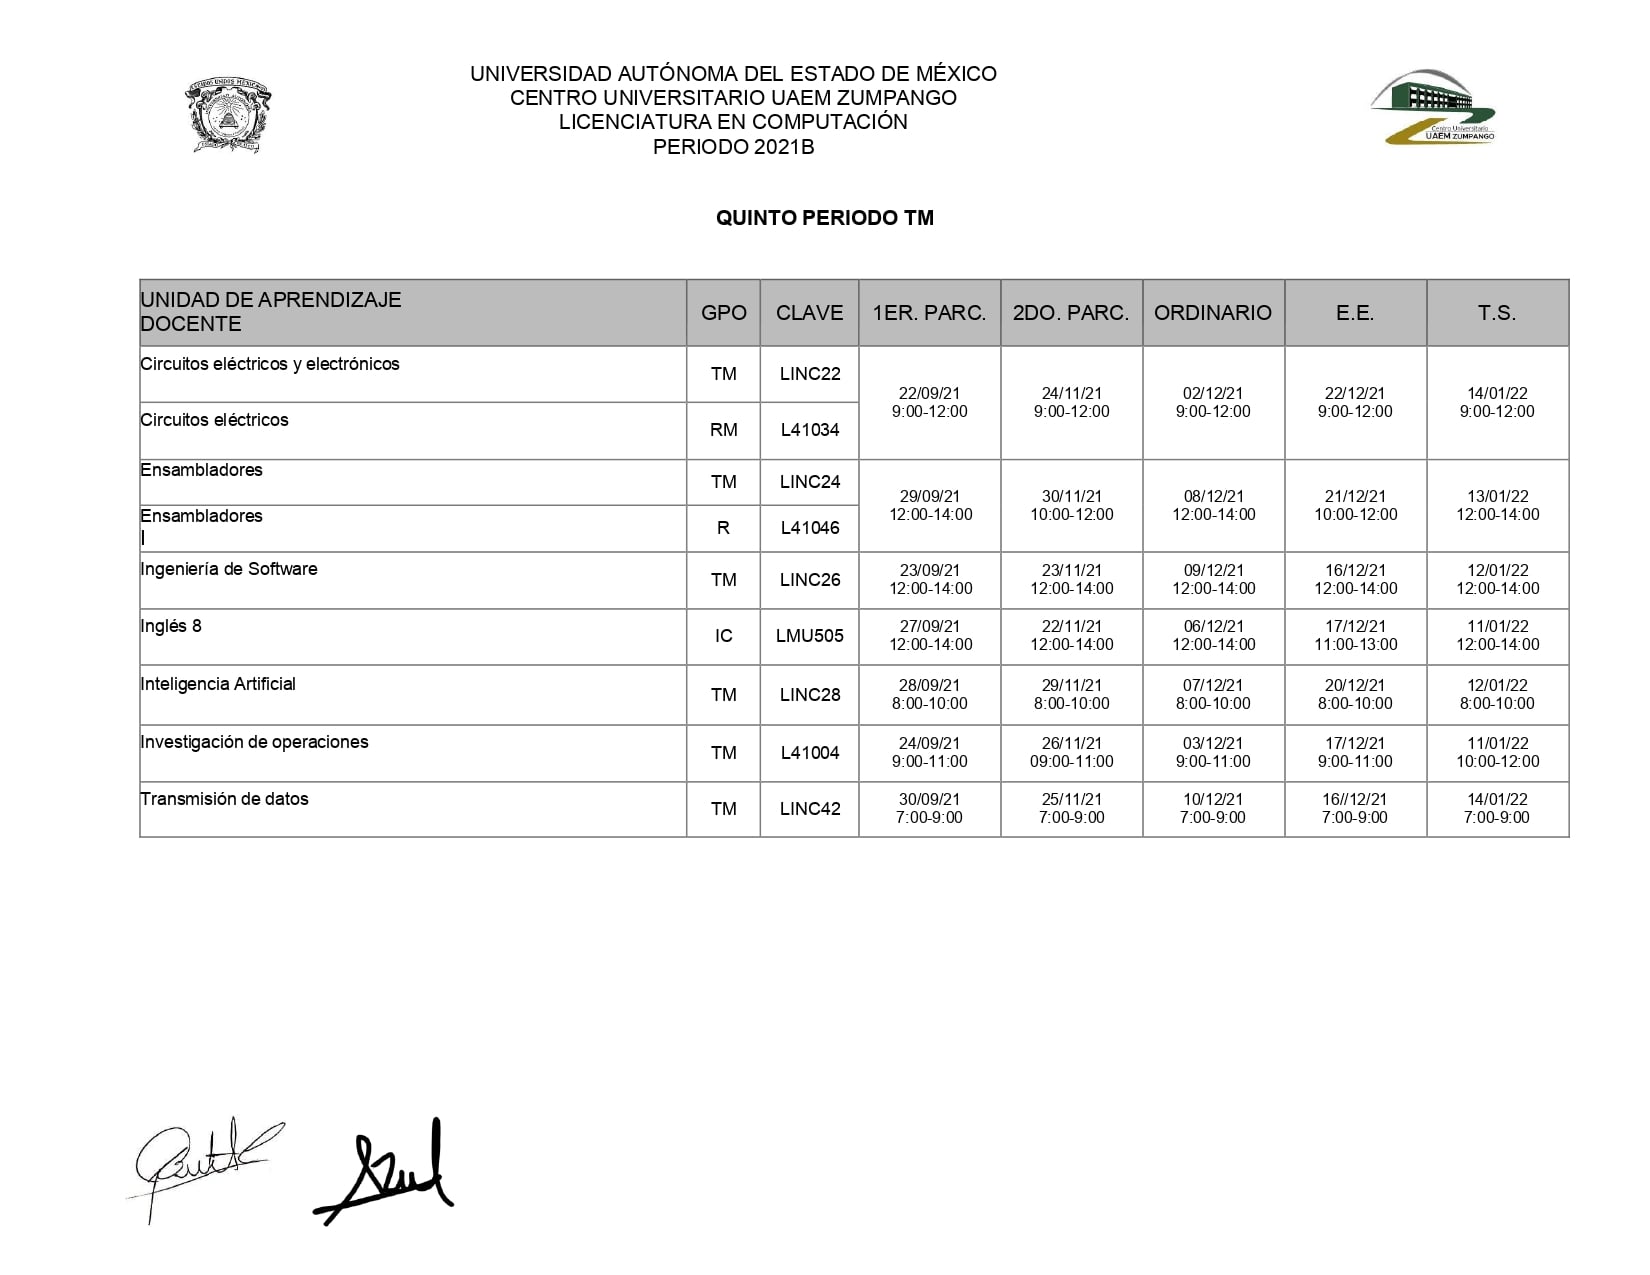 UNIVERSIDAD AUTÓNOMA DEL ESTADO DE MÉXICO
CENTRO UNIVERSITARIO UAEM ZUMPANGO
LICENCIATURA EN COMPUTACIÓN
PERIODO 2021B
Centro Universitario
UAEM ZUMPANGO
QUINTO PERIODO TM
UNIDAD DE APRENDIZAJE
DOCENTE
GPO
CLAVE
1ER. PARC.
2DO. PARC.
ORDINARIO
E.E.
T.S.
Circuitos eléctricos y electrónicos
TM
LINC22
22/09/21
9:00-12:00
24/11/21
9:00-12:00
02/12/21
9:00-12:00
22/12/21
9:00-12:00
14/01/22
9:00-12:00
Circuitos eléctricos
RM
L41034
Ensambladores
TM
LINC24
29/09/21
12:00-14:00
30/11/21
10:00-12:00
08/12/21
12:00-14:00
21/12/21
10:00-12:00
13/01/22
12:00-14:00
Ensambladores
I
R
L41046
Ingeniería de Software
TM
LINC26
23/09/21
12:00-14:00
23/11/21
12:00-14:00
09/12/21
12:00-14:00
16/12/21
12:00-14:00
12/01/22
12:00-14:00
Inglés 8
IC
LMU505
27/09/21
12:00-14:00
22/11/21
12:00-14:00
06/12/21
12:00-14:00
17/12/21
11:00-13:00
11/01/22
12:00-14:00
Inteligencia Artificial
TM
LINC28
28/09/21
8:00-10:00
29/11/21
8:00-10:00
07/12/21
8:00-10:00
20/12/21
8:00-10:00
12/01/22
8:00-10:00
Investigación de operaciones
TM
L41004
24/09/21
9:00-11:00
26/11/21
09:00-11:00
03/12/21
9:00-11:00
17/12/21
9:00-11:00
11/01/22
10:00-12:00
Transmisión de datos
TM
LINC42
30/09/21
7:00-9:00
25/11/21
7:00-9:00
10/12/21
7:00-9:00
16//12/21
7:00-9:00
14/01/22
7:00-9:00